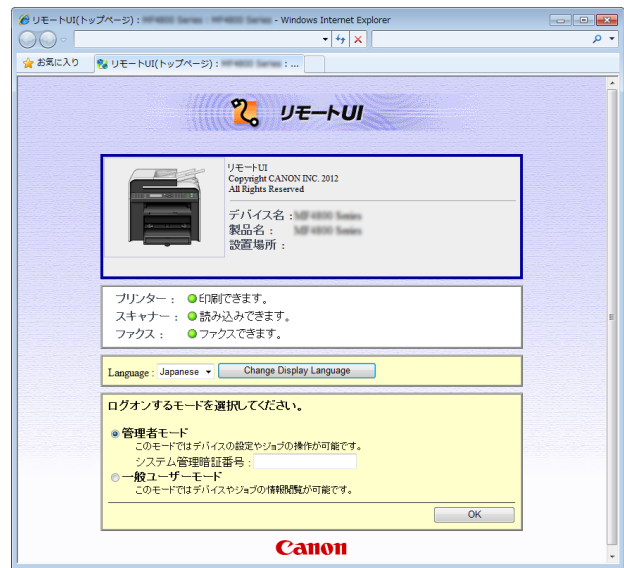 リモートUI(トップページ) : MF4800 Series : MF4800 Series - Windows Internet Explorer
お気に入り
リモートUI(トップページ) : MF4800 Series : ...
リモートUI
リモートUI
Copyright CANON INC. 2012
All Rights Reserved
デバイス名 : MF4800 Series
製品名 : MF4800 Series
設置場所 :
プリンター : 印刷できます。
スキャナー : 読み込みできます。
ファクス : ファクスできます。
Language : Japanese Change Display Language
ログオンするモードを選択してください。
管理者モード
このモードではデバイスの設定やジョブの操作が可能です。
システム管理暗証番号 :
一般ユーザーモード
このモードではデバイスやジョブの情報閲覧が可能です。
OK
Canon